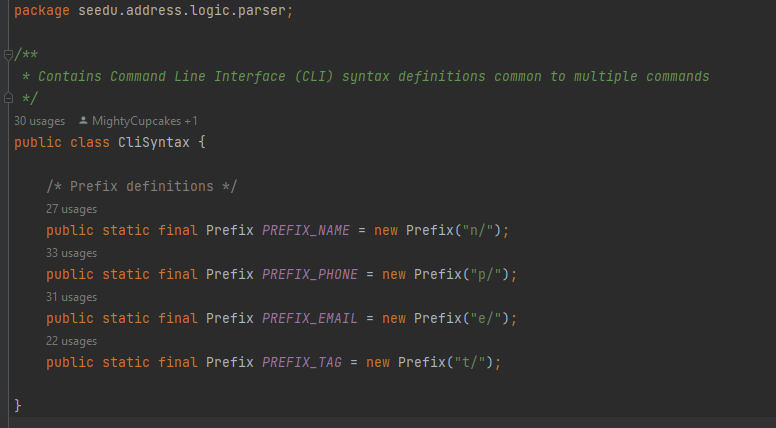 package seedu.address.logic.parser;
/**
* Contains Command Line Interface (CLI) syntax definitions common to multiple commands
*/
30 usages MightyCupcakes +1
public class CliSyntax {
/* Prefix definitions */
27 usages
public static final Prefix PREFIX_NAME = new Prefix("n/");
33 usages
public static final Prefix PREFIX_PHONE = new Prefix("p/");
31 usages
public static final Prefix PREFIX_EMAIL = new Prefix("e/");
22 usages
public static final Prefix PREFIX_TAG = new Prefix("t/");
}